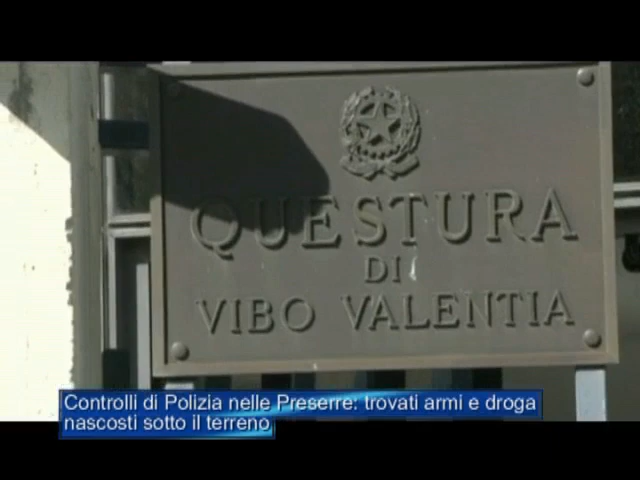 QUESTURA
DI
VIBO VALENTIA
Controlli di Polizia nelle Preserre: trovati armi e droga
nascosti sotto il terreno